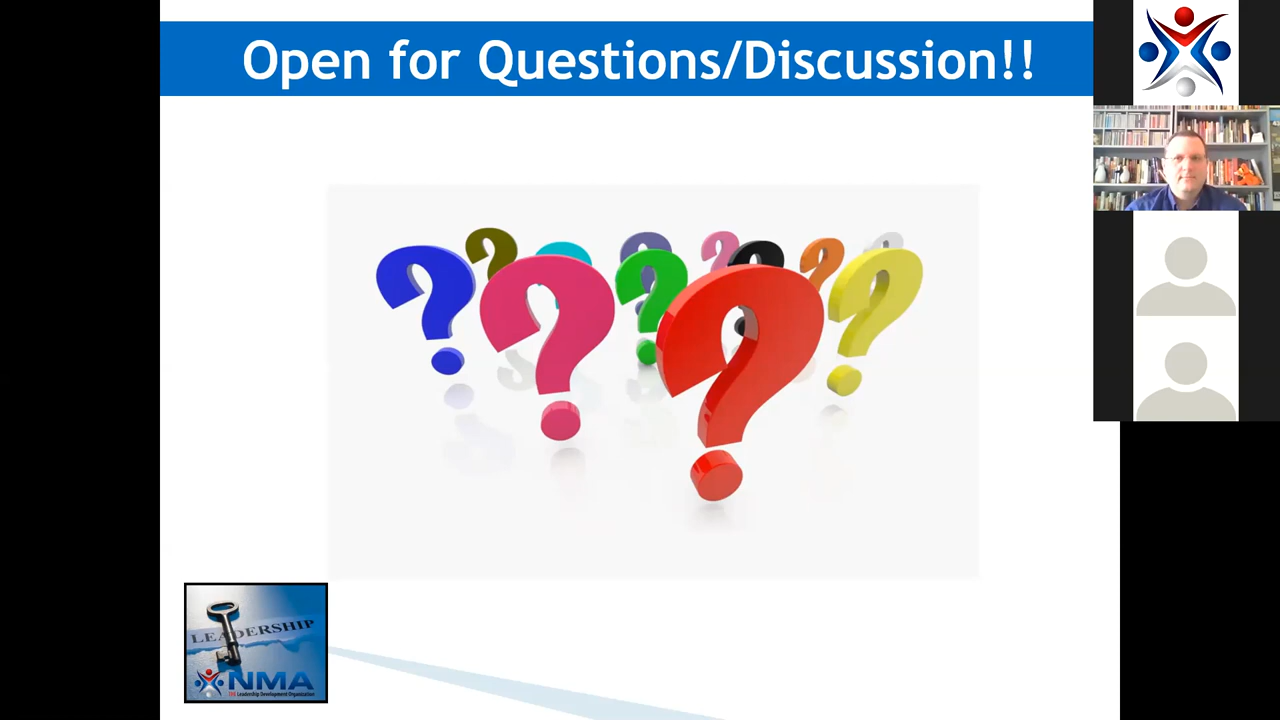 Open for Questions/Discussion!!
LEADERSHIP
NMA
THE Leadership Development Organization